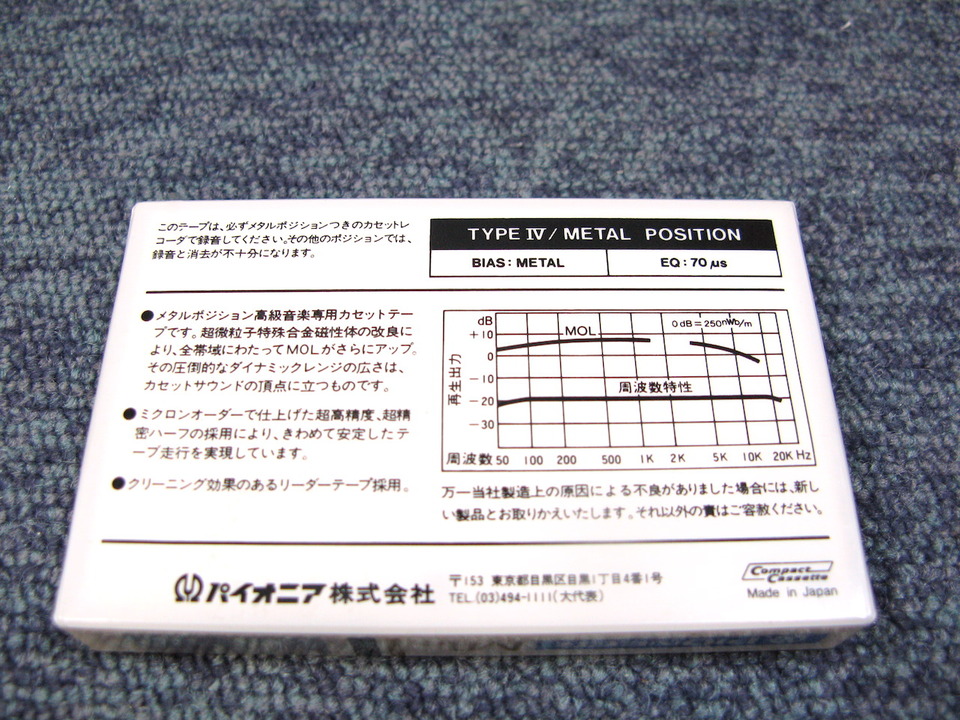 このテープは、必ずメタルポジションつきのカセットレ
コーダで録音してください。その他のポジションでは、
録音と消去が不十分になります。
TYPE IV / METAL POSITION
BIAS: METAL
EQ: 70 µs
●メタルポジション高級音楽専用カセットテー
プです。超微粒子特殊合金磁性体の改良に
より、全帯域にわたってMOLがさらにアップ。
その圧倒的なダイナミックレンジの広さは、
カセットサウンドの頂点に立つものです。
●ミクロンオーダーで仕上げた超高精度、超精
密ハーフの採用により、きわめて安定したテ
ープ走行を実現しています。
●クリーニング効果のあるリーダーテープ採用。
dB
+10
0
-10
-20
-30
再生出力
MOL
0dB=250nWb/m
周波数特性
周波数 50 100 200 500 1K 2K 5K 10K 20K Hz
万一当社製造上の原因による不良がありました場合には、新し
い製品とお取りかえいたします。それ以外の責はご容赦ください。
パイオニア株式会社
〒153 東京都目黒区目黒1丁目4番1号
TEL.(03)494-1111(大代表)
Compact
Cassette
Made in Japan